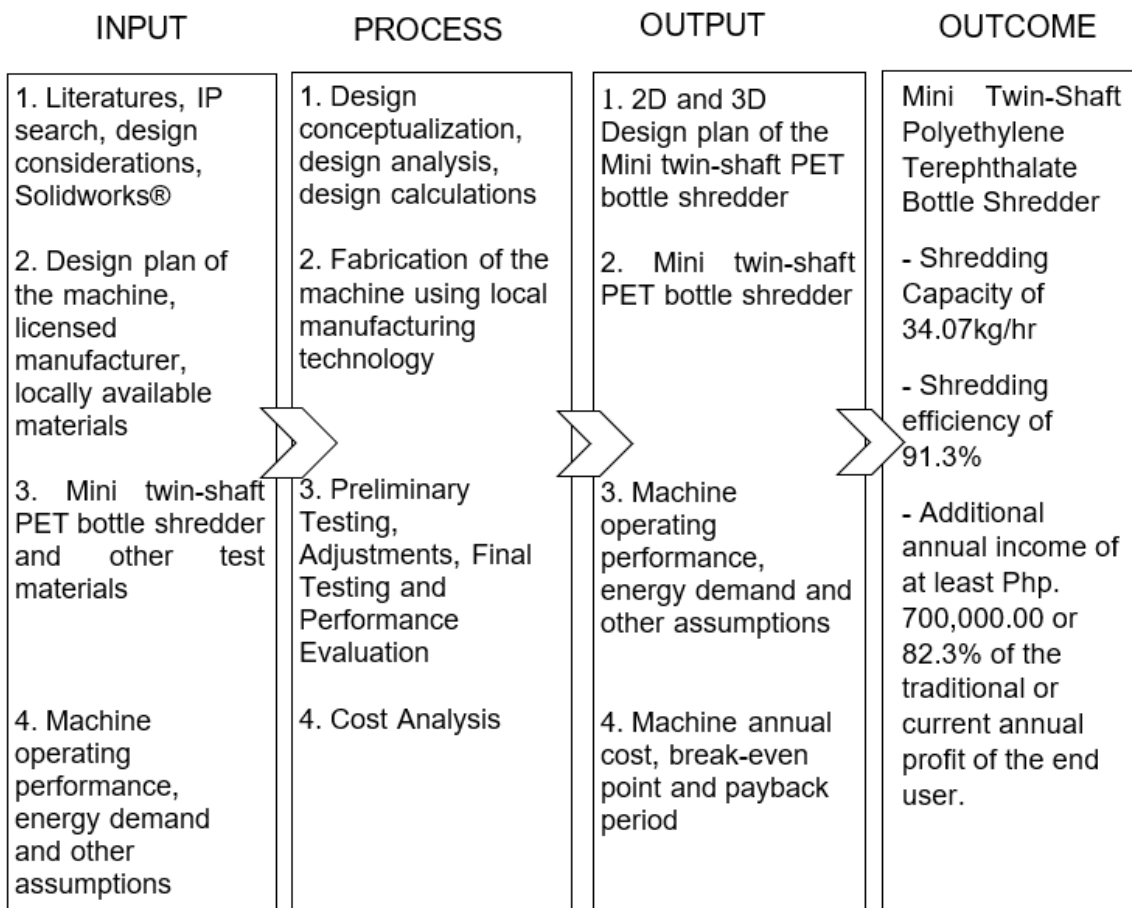 INPUT
1. Literatures, IP
search, design
considerations,
Solidworks®
2. Design plan of
the machine,
licensed
manufacturer,
locally available
materials
3. Mini twin-shaft
PET bottle shredder
and other test
materials
4. Machine
operating
performance,
energy demand
and other
assumptions
PROCESS
1. Design
conceptualization,
design analysis,
design calculations
2. Fabrication of the
machine using local
manufacturing
technology
3. Preliminary
Testing,
Adjustments, Final
Testing and
Performance
Evaluation
4. Cost Analysis
OUTPUT
1. 2D and 3D
Design plan of the
Mini twin-shaft PET
bottle shredder
2. Mini twin-shaft
PET bottle shredder
3. Machine
operating
performance,
energy demand and
other assumptions
4. Machine annual
cost, break-even
point and payback
period
OUTCOME
Mini Twin-Shaft
Polyethylene
Terephthalate
Bottle Shredder
- Shredding
Capacity of
34.07kg/hr
- Shredding
efficiency of
91.3%
- Additional
annual income of
at least Php.
700,000.00 or
82.3% of the
traditional or
current annual
profit of the end
user.